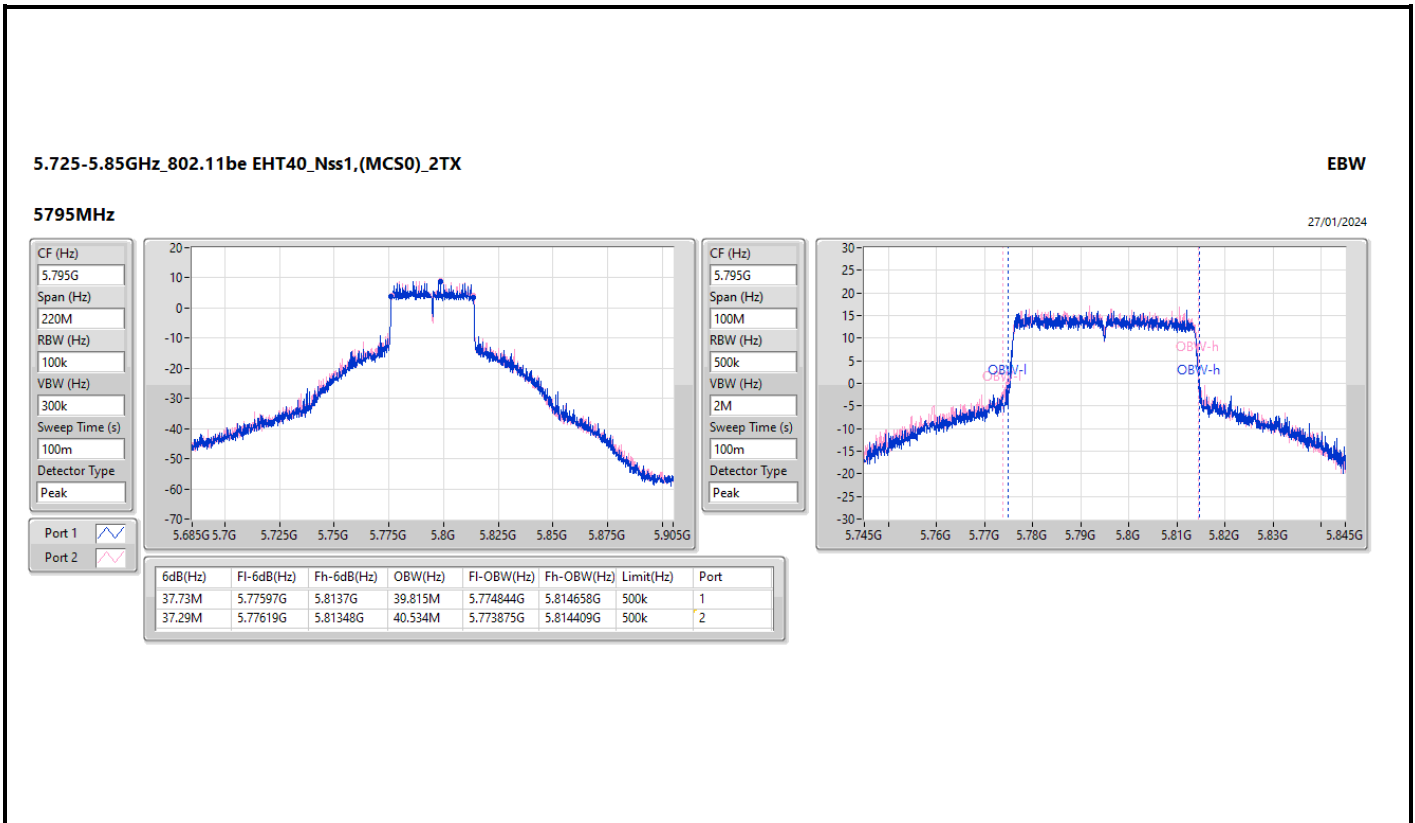 5.725-5.85GHz_802.11be EHT40_Nss1,(MCS0)_2TX
EBW
5795MHz
27/01/2024
CF (Hz)
5.795G
Span (Hz)
220M
RBW (Hz)
100k
VBW (Hz)
300k
Sweep Time (s)
100m
Detector Type
Peak
Port 1
Port 2
20
10
0
-10
-20
-30
-40
-50
-60
-70
5.685G 5.7G 5.725G 5.75G 5.775G 5.8G 5.825G 5.85G 5.875G 5.905G
CF (Hz)
5.795G
Span (Hz)
100M
RBW (Hz)
500k
VBW (Hz)
2M
Sweep Time (s)
100m
Detector Type
Peak
30
25
20
15
10
5
0
-5
-10
-15
-20
-25
-30
OBW-h
OBW-l OBW-h
OBW-l
5.745G 5.76G 5.77G 5.78G 5.79G 5.8G 5.81G 5.82G 5.83G 5.845G
6dB(Hz) Fl-6dB(Hz) Fh-6dB(Hz) OBW(Hz) Fl-OBW(Hz) Fh-OBW(Hz) Limit(Hz) Port
37.73M 5.77597G 5.8137G 39.815M 5.774844G 5.814658G 500k 1
37.29M 5.77619G 5.81348G 40.534M 5.773875G 5.814409G 500k 2